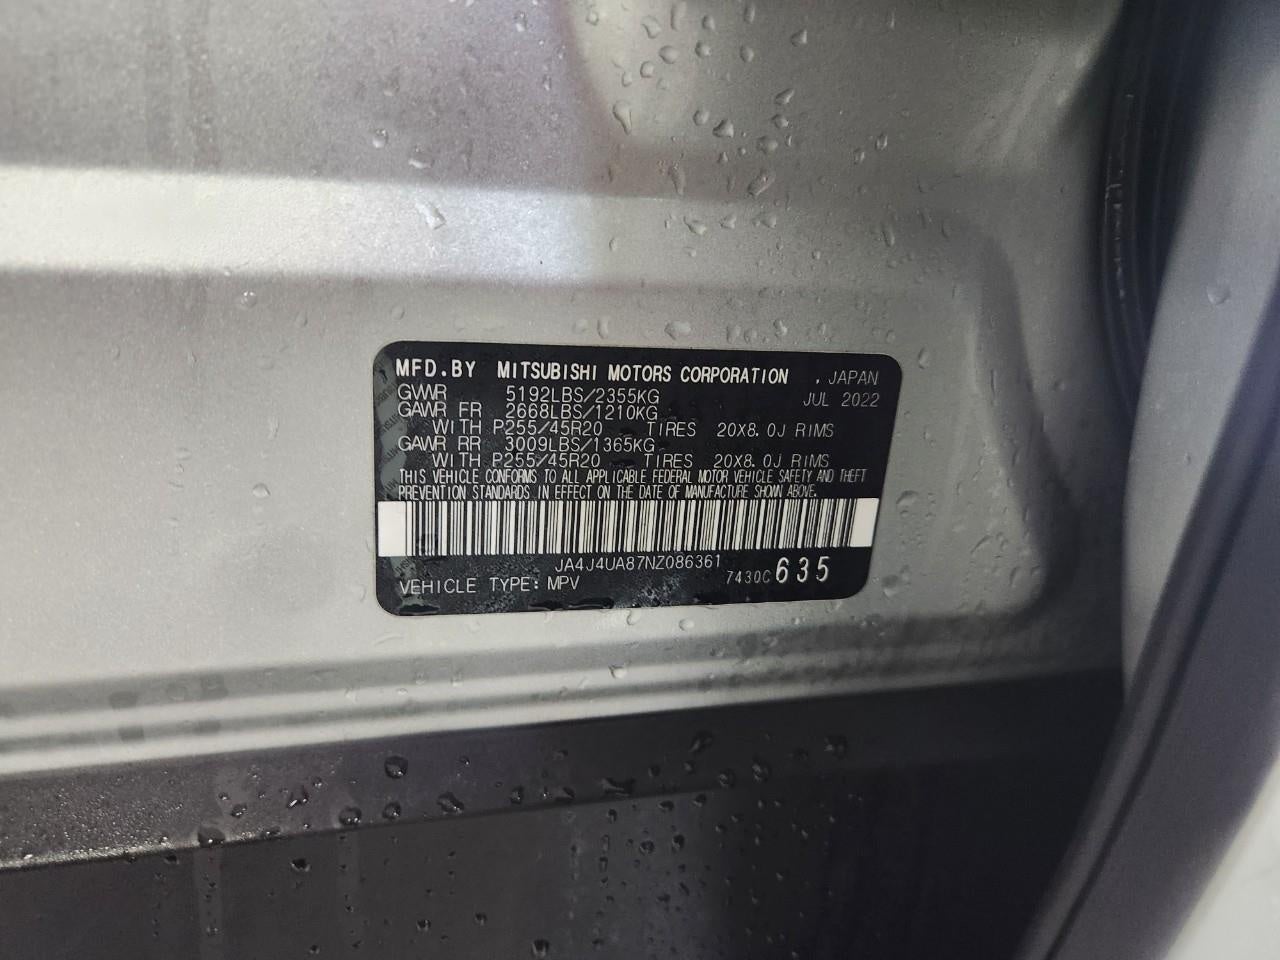 MFD.BY MITSUBISHI MOTORS CORPORATION , JAPAN
GVWR 5192LBS/2355KG JUL 2022
GAWR FR 2668LBS/1210KG
WITH P255/45R20 TIRES 20X8.0J RIMS
GAWR RR 3009LBS/1365KG
WITH P255/45R20 TIRES 20X8.0J RIMS
THIS VEHICLE CONFORMS TO ALL APPLICABLE FEDERAL MOTOR VEHICLE SAFETY AND THEFT
PREVENTION STANDARDS IN EFFECT ON THE DATE OF MANUFACTURE SHOWN ABOVE.
JA4J4UA87NZ086361
VEHICLE TYPE: MPV 7430C635